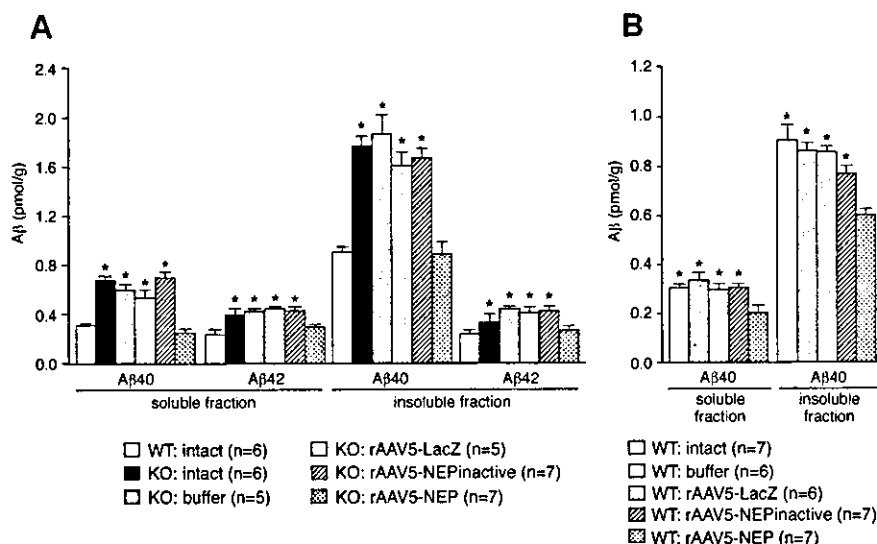 A
B
Aβ (pmol/g)
2.4
2.0
1.6
1.2
0.8
0.4
0.0
* * * *
* * * *
* * * *
* * * *
Aβ40 Aβ42 Aβ40 Aβ42
soluble fraction insoluble fraction
WT: intact (n=6)
KO: intact (n=6)
KO: buffer (n=5)
KO: rAAV5-LacZ (n=5)
KO: rAAV5-NEPinactive (n=7)
KO: rAAV5-NEP (n=7)
Aβ (pmol/g)
1.2
1.0
0.8
0.6
0.4
0.2
0.0
* * * *
* * * *
Aβ40 Aβ40
soluble fraction
insoluble fraction
WT: intact (n=7)
WT: buffer (n=6)
WT: rAAV5-LacZ (n=6)
WT: rAAV5-NEPinactive (n=7)
WT: rAAV5-NEP (n=7)